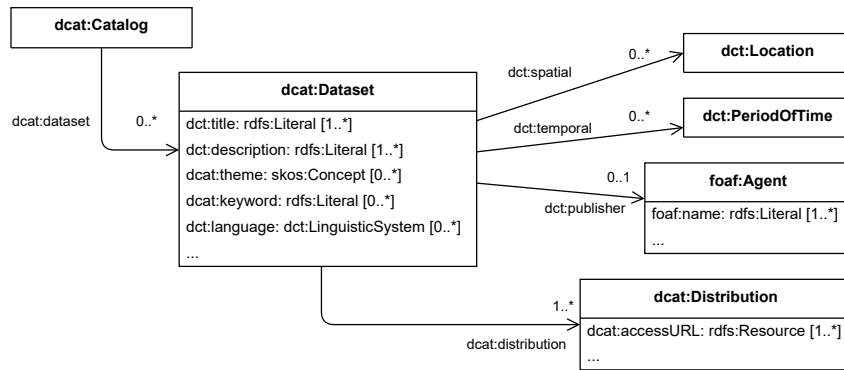 dcat:Catalog
dcat:dataset
0..*
dcat:Dataset
dct:title: rdfs:Literal [1..*]
dct:description: rdfs:Literal [1..*]
dcat:theme: skos:Concept [0..*]
dcat:keyword: rdfs:Literal [0..*]
dct:language: dct:LinguisticSystem [0..*]
...
dct:spatial
0..*
dct:Location
dct:temporal
0..*
dct:PeriodOfTime
dct:publisher
0..1
foaf:Agent
foaf:name: rdfs:Literal [1..*]
...
dcat:distribution
1..*
dcat:Distribution
dcat:accessURL: rdfs:Resource [1..*]
...